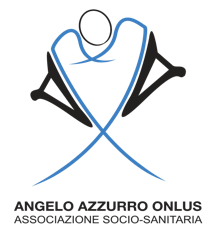 ANGELO AZZURRO ONLUS
ASSOCIAZIONE SOCIO-SANITARIA